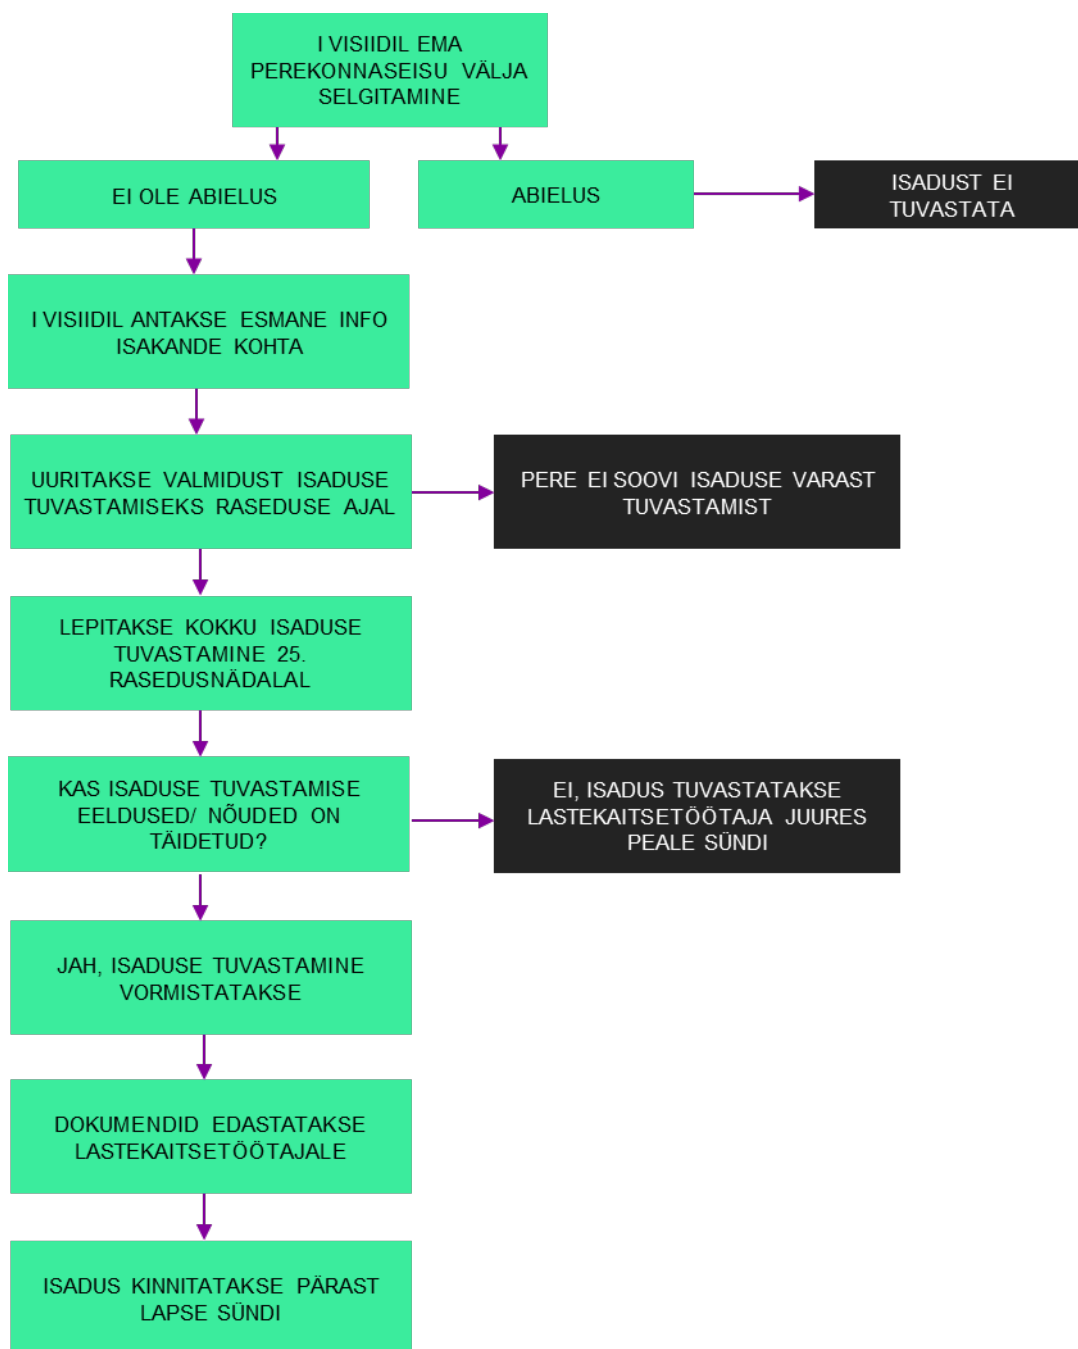 I VISIIDIL EMA
PEREKONNASEISU VÄLJA
SELGITAMINE
EI OLE ABIELUS
ABIELUS
ISADUST EI
TUVASTATA
I VISIIDIL ANTAKSE ESMANE INFO
ISAKANDE KOHTA
UURITAKSE VALMIDUST ISADUSE
TUVASTAMISEKS RASEDUSE AJAL
PERE EI SOOVI ISADUSE VARAST
TUVASTAMIST
LEPITAKSE KOKKU ISADUSE
TUVASTAMINE 25.
RASEDUSNÄDALAL
KAS ISADUSE TUVASTAMISE
EELDUSED/ NÕUDED ON
TÄIDETUD?
EI, ISADUS TUVASTATAKSE
LASTEKAITSETÖÖTAJA JUURES
PEALE SÜNDI
JAH, ISADUSE TUVASTAMINE
VORMISTATAKSE
DOKUMENDID EDASTATAKSE
LASTEKAITSETÖÖTAJALE
ISADUS KINNITATAKSE PÄRAST
LAPSE SÜNDI